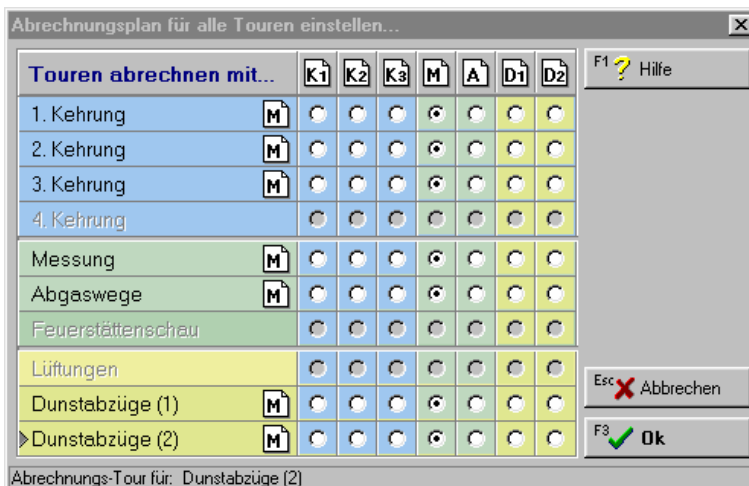 Abrechnungsplan für alle Touren einstellen...
Touren abrechnen mit... K1 K2 K3 M A D1 D2
F1 Hilfe
1. Kehrung M
2. Kehrung M
3. Kehrung M
4. Kehrung
Messung M
Abgaswege M
Feuerstättenschau
Lüftungen
Dunstabzüge (1) M
Dunstabzüge (2) M
Esc Abbrechen
F3 Ok
Abrechnungs-Tour für: Dunstabzüge (2)